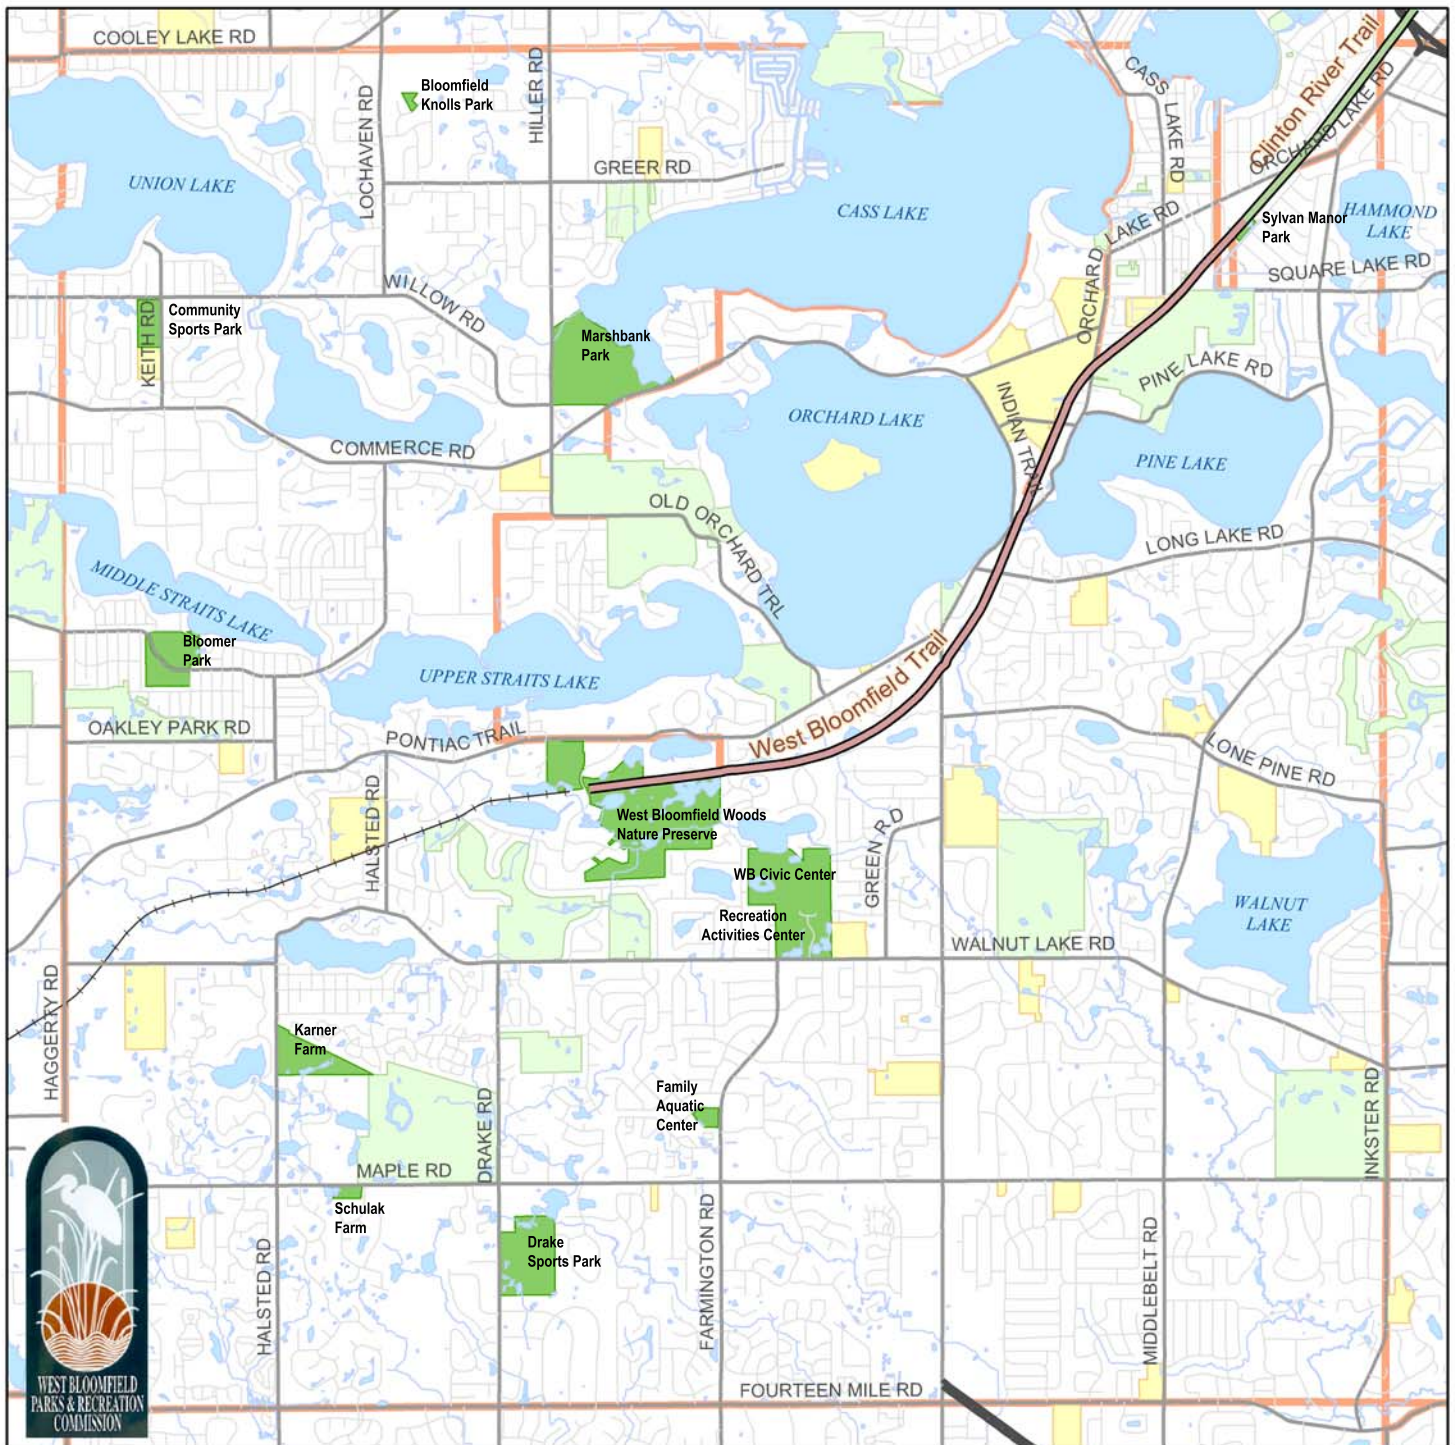 COOLEY LAKE RD
Bloomfield
Knolls Park
HILLER RD
LOCHAVEN RD
GREER RD
CASS LAKE RD
Clinton River Trail
ORCHARD LAKE RD
UNION LAKE
CASS LAKE
ORCHARD LAKE RD
Sylvan Manor
Park
HAMMOND
LAKE
SQUARE LAKE RD
WILLOW RD
KEITH RD
Community
Sports Park
Marshbank
Park
PINE LAKE RD
INDIAN TRAIL
ORCHARD LAKE
COMMERCE RD
PINE LAKE
OLD ORCHARD TRL
LONG LAKE RD
MIDDLE STRAITS LAKE
Bloomer
Park
UPPER STRAITS LAKE
West Bloomfield Trail
OAKLEY PARK RD
PONTIAC TRAIL
LONE PINE RD
HALSTED RD
West Bloomfield Woods
Nature Preserve
GREEN RD
WB Civic Center
Recreation
Activities Center
WALNUT
LAKE
WALNUT LAKE RD
HAGGERTY RD
Karner
Farm
Family
Aquatic
Center
DRAKE RD
INKSTER RD
MAPLE RD
Schulak
Farm
Drake
Sports Park
HALSTED RD
FARMINGTON RD
MIDDLEBELT RD
FOURTEEN MILE RD
WEST BLOOMFIELD
PARKS & RECREATION
COMMISSION